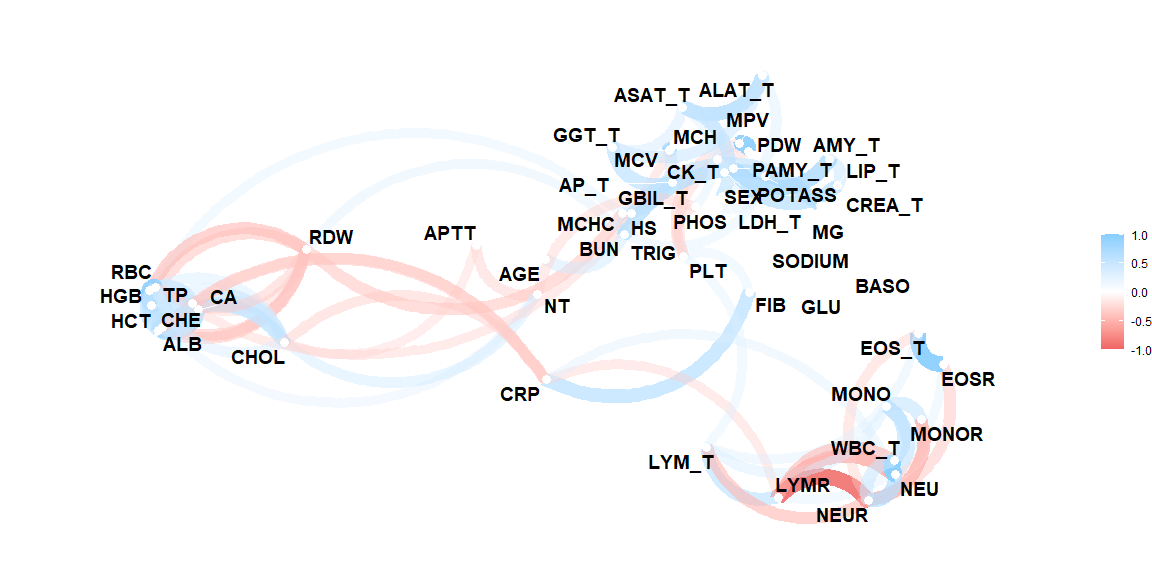 ASAT_T
ALAT_T
MPV
GGT_T
MCH
MCV
CK_T
PDW
AMY_T
PAMY_T
LIP_T
AP_T
GBIL_T
SEX
POTASS
CREA_T
MCHC
HS
PHOS
LDH_T
MG
BUN
TRIG
APTT
RDW
PLT
SODIUM
AGE
RBC
HGB
TP
CA
NT
FIB
GLU
BASO
HCT
CHE
ALB
CHOL
CRP
EOS_T
EOSR
MONO
MONOR
WBC_T
LYM_T
LYMR
NEU
NEUR
1.0
0.5
0.0
-0.5
-1.0